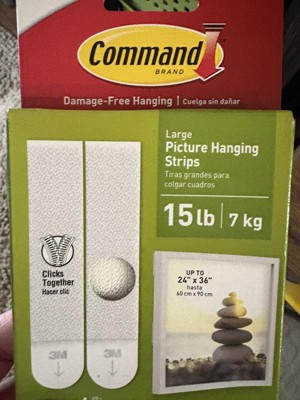 Command
BRAND
Damage-Free Hanging | Cuelga sin dañar
Large
Picture Hanging
Strips
Tiras grandes para
colgar cuadros
15 lb | 7 kg
Clicks
Together
Hacer clic
UP TO
24" x 36"
hasta
60 cm x 90 cm
3M
3M